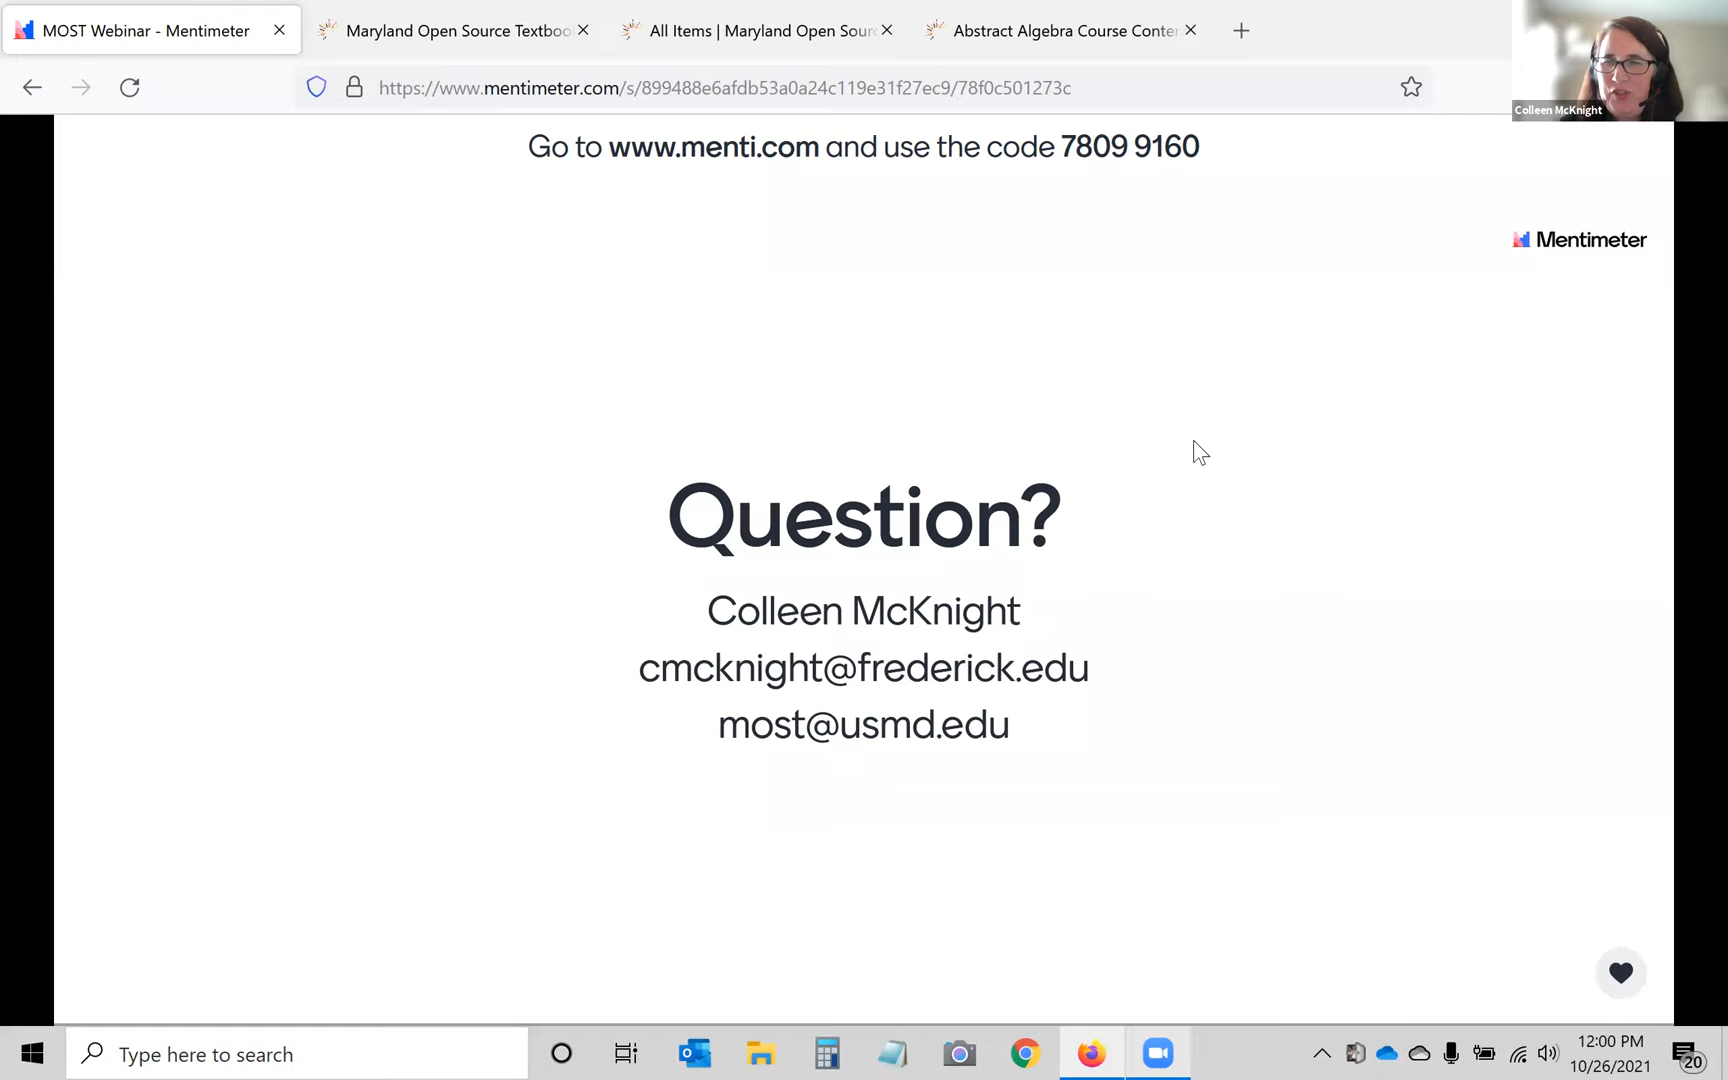 MOST Webinar - Mentimeter
Maryland Open Source Textboo
All Items | Maryland Open Sour
Abstract Algebra Course Conter
https://www.mentimeter.com/s/899488e6afdb53a0a24c119e31f27ec9/78f0c501273c
Colleen McKnight
Go to www.menti.com and use the code 7809 9160
Mentimeter
Question?
Colleen McKnight
cmcknight@frederick.edu
most@usmd.edu
Type here to search
12:00 PM
10/26/2021
20